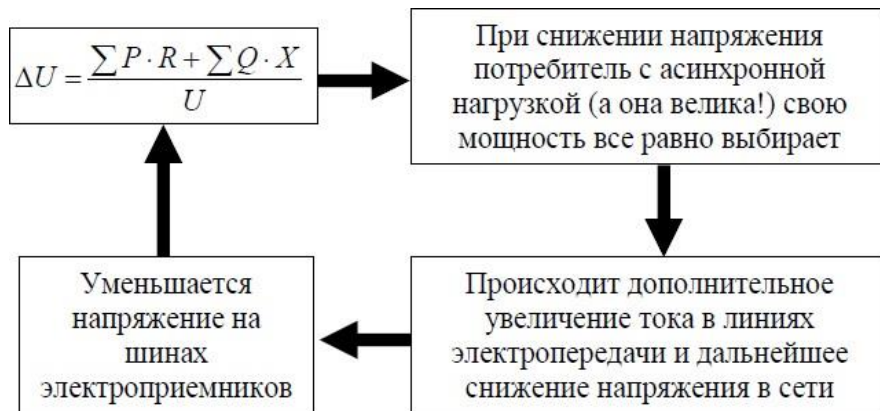 ΔU = (∑ P · R + ∑ Q · X) / U
При снижении напряжения
потребитель с асинхронной
нагрузкой (а она велика!) свою
мощность все равно выбирает
Происходит дополнительное
увеличение тока в линиях
электропередачи и дальнейшее
снижение напряжения в сети
Уменьшается
напряжение на
шинах
электроприемников